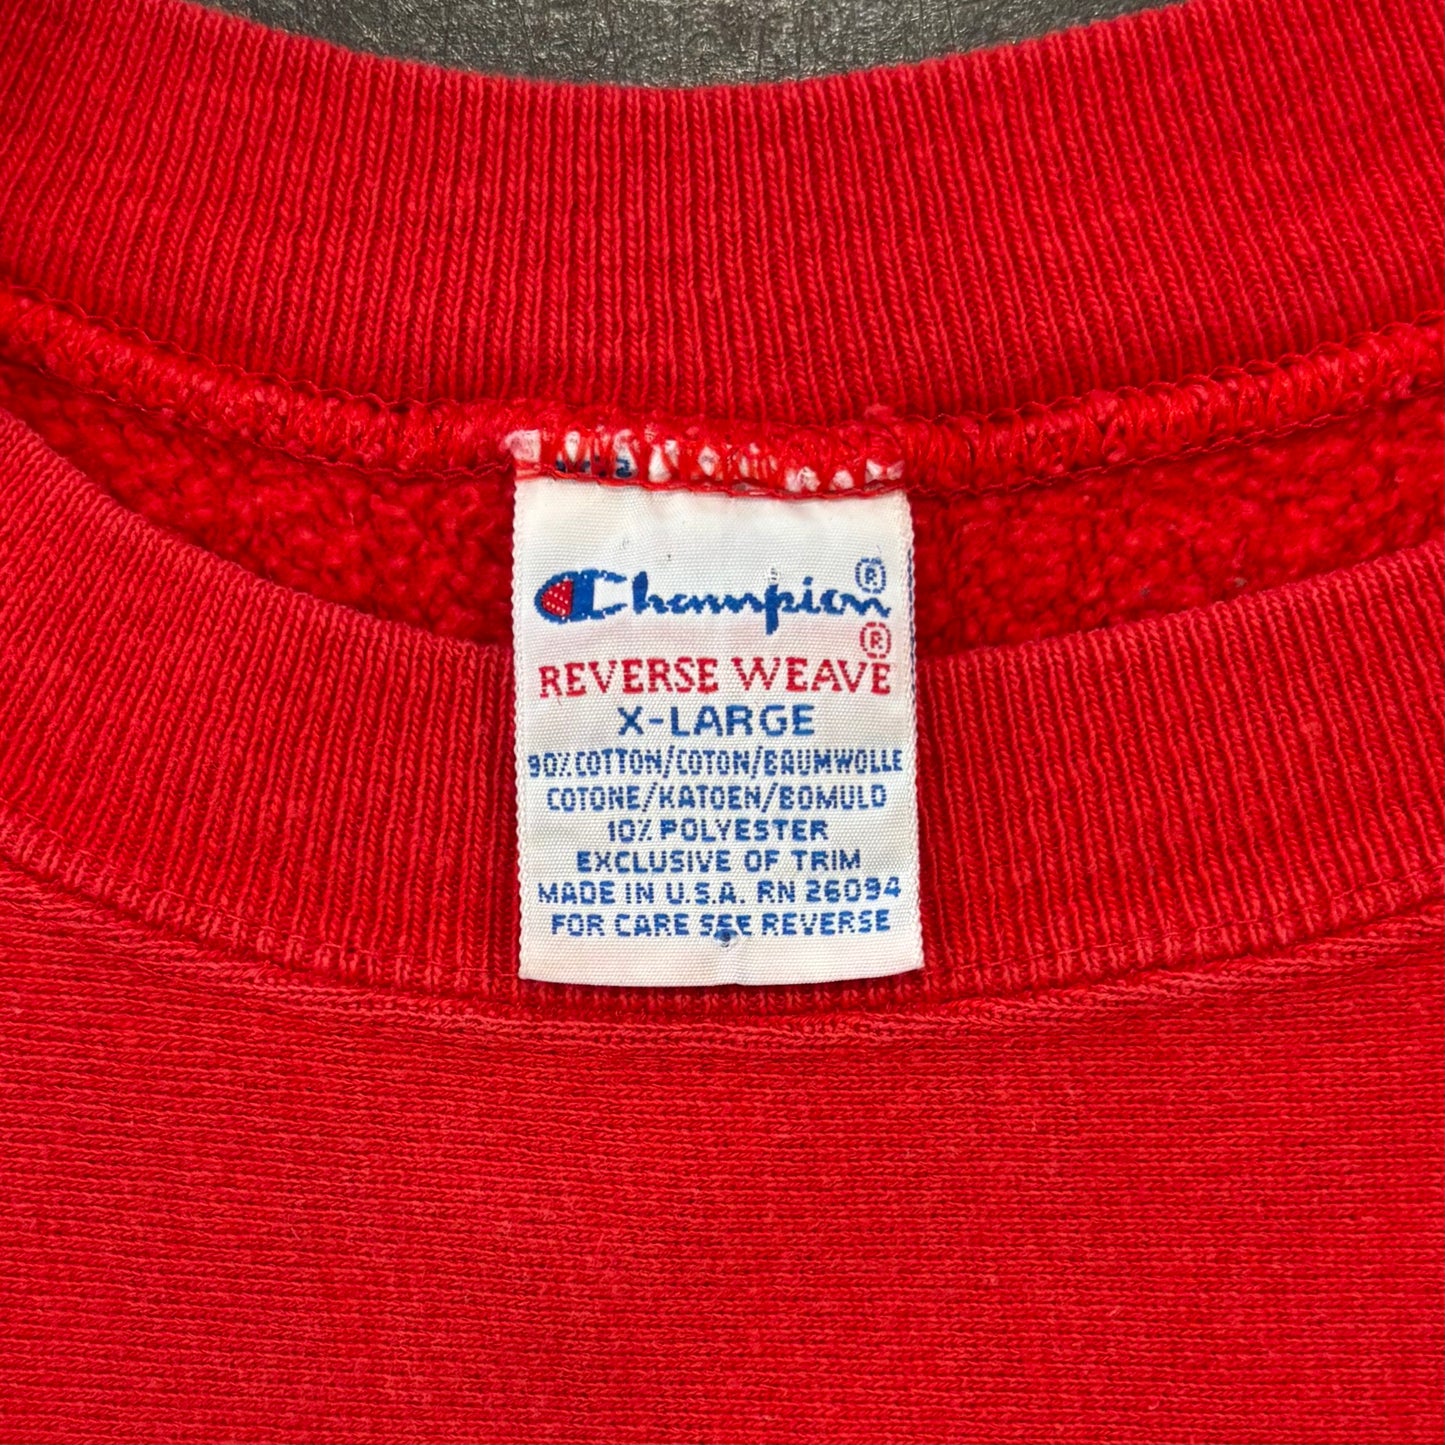 Champion®
®
REVERSE WEAVE
X-LARGE
90% COTTON/COTON/BAUMWOLLE
COTONE/KATOEN/BOMULD
10% POLYESTER
EXCLUSIVE OF TRIM
MADE IN U.S.A. RN 26094
FOR CARE SEE REVERSE